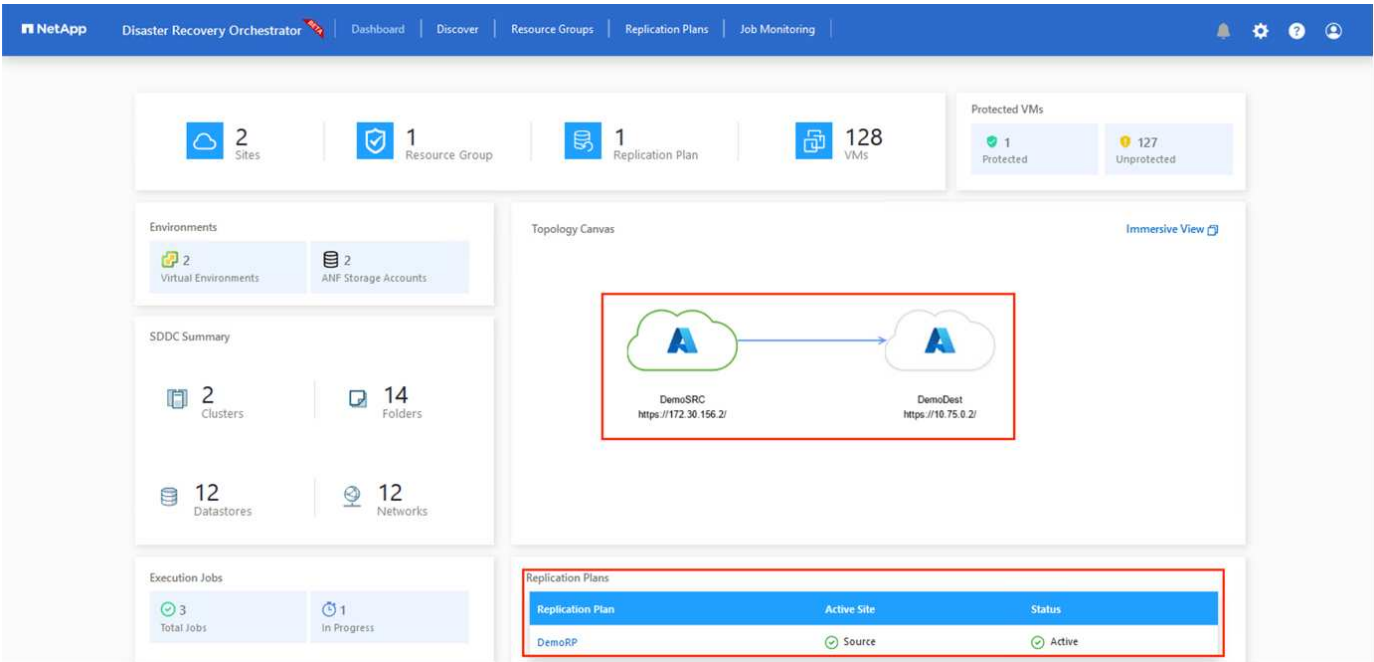 NetApp Disaster Recovery Orchestrator BETA Dashboard Discover Resource Groups Replication Plans Job Monitoring
2
Sites
1
Resource Group
1
Replication Plan
128
VMs
Protected VMs
1
Protected
127
Unprotected
Environments
2
Virtual Environments
2
ANF Storage Accounts
Topology Canvas
Immersive View
DemoSRC
https://172.30.156.2/
DemoDest
https://10.75.0.2/
SDDC Summary
2
Clusters
14
Folders
12
Datastores
12
Networks
Execution Jobs
3
Total Jobs
1
In Progress
Replication Plans
Replication Plan Active Site Status
DemoRP Source Active